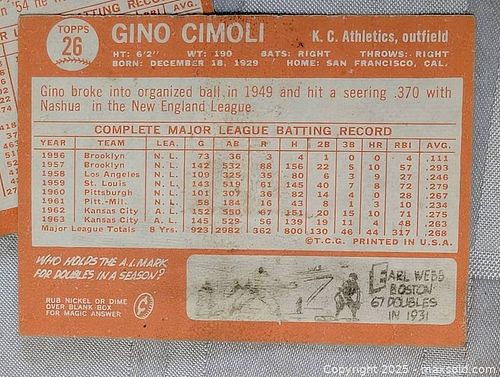 '54 he w
TOPPS
26
GINO CIMOLI
K. C. Athletics, outfield
HT: 6'2" WT: 190 BATS: RIGHT THROWS: RIGHT
BORN: DECEMBER 18, 1929 HOME: SAN FRANCISCO, CAL.
Gino broke into organized ball in 1949 and hit a seering .370 with
Nashua in the New England League.
COMPLETE MAJOR LEAGUE BATTING RECORD
YEAR TEAM LEA. G AB R H 2B 3B HR RBI AVG.
1956 Brooklyn N. L. 73 36 3 4 1 0 0 4 .111
1957 Brooklyn N. L. 142 532 88 156 22 5 10 57 .293
1958 Los Angeles N. L. 109 325 35 80 6 3 9 27 .246
1959 St. Louis N. L. 143 519 61 145 40 7 8 72 .279
1960 Pittsburgh N. L. 101 307 36 82 14 4 0 28 .267
1961 Pitt.-Mil. N. L. 58 184 16 43 8 1 3 10 .234
1962 Kansas City A. L. 152 550 67 151 20 15 10 71 .275
1963 Kansas City A. L. 145 529 56 139 19 11 4 48 .263
Major League Totals 8 Yrs. 923 2982 362 800 130 46 44 317 .268
©T.C.G. PRINTED IN U.S.A.
WHO HOLDS THE A.L. MARK
FOR DOUBLES IN A SEASON?
RUB NICKEL OR DIME
OVER BLANK BOX
FOR MAGIC ANSWER
EARL WEBB
BOSTON
67 DOUBLES
IN 1931
Copyright 2025 - maxsold.com